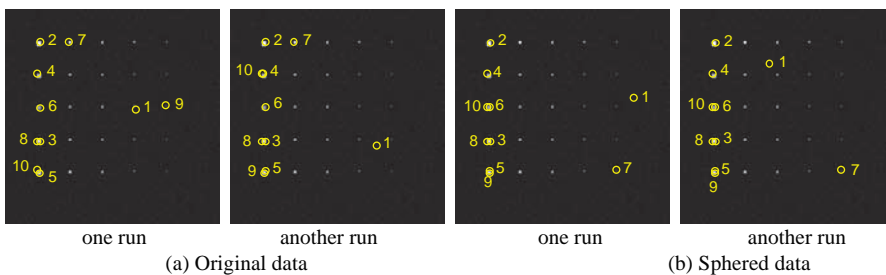 2 7 2 7 2 2
4 10 4 4 1 4
6 1 9 6 10 6 1 10 6
8 3 8 3 8 3 8 3
10 5 9 5 1 5 7 5 7
9 9
one run another run one run another run
(a) Original data (b) Sphered data